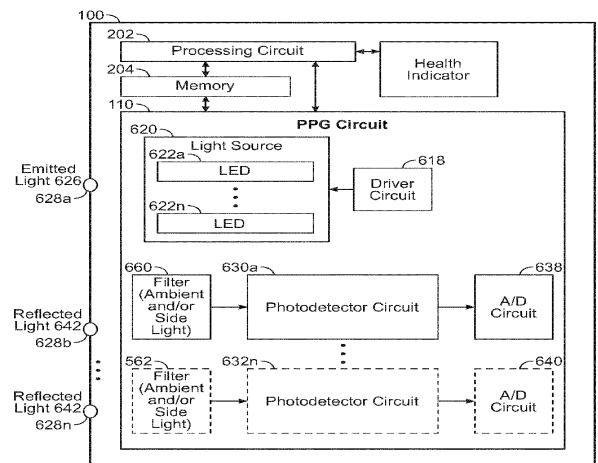 100
202
Processing Circuit
Health
Indicator
204
Memory
110
PPG Circuit
620
Light Source
622a
LED
622n
LED
618
Driver
Circuit
Emitted
Light 626
628a
660
Filter
(Ambient
and/or
Side
Light)
630a
Photodetector Circuit
638
A/D
Circuit
Reflected
Light 642
628b
562
Filter
(Ambient
and/or
Side
Light)
632n
Photodetector Circuit
640
A/D
Circuit
Reflected
Light 642
628n